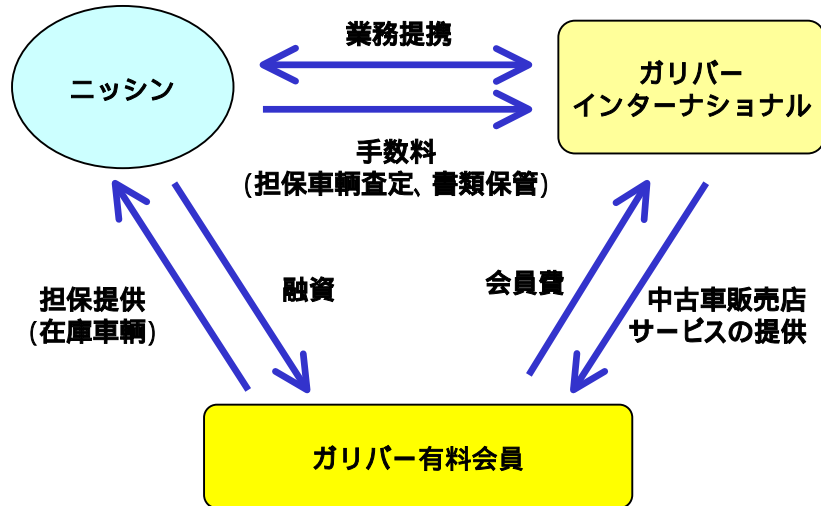 業務提携
ニッシン
ガリバー
インターナショナル
手数料
(担保車輌査定、書類保管)
担保提供
(在庫車輌)
融資
会員費
中古車販売店
サービスの提供
ガリバー有料会員